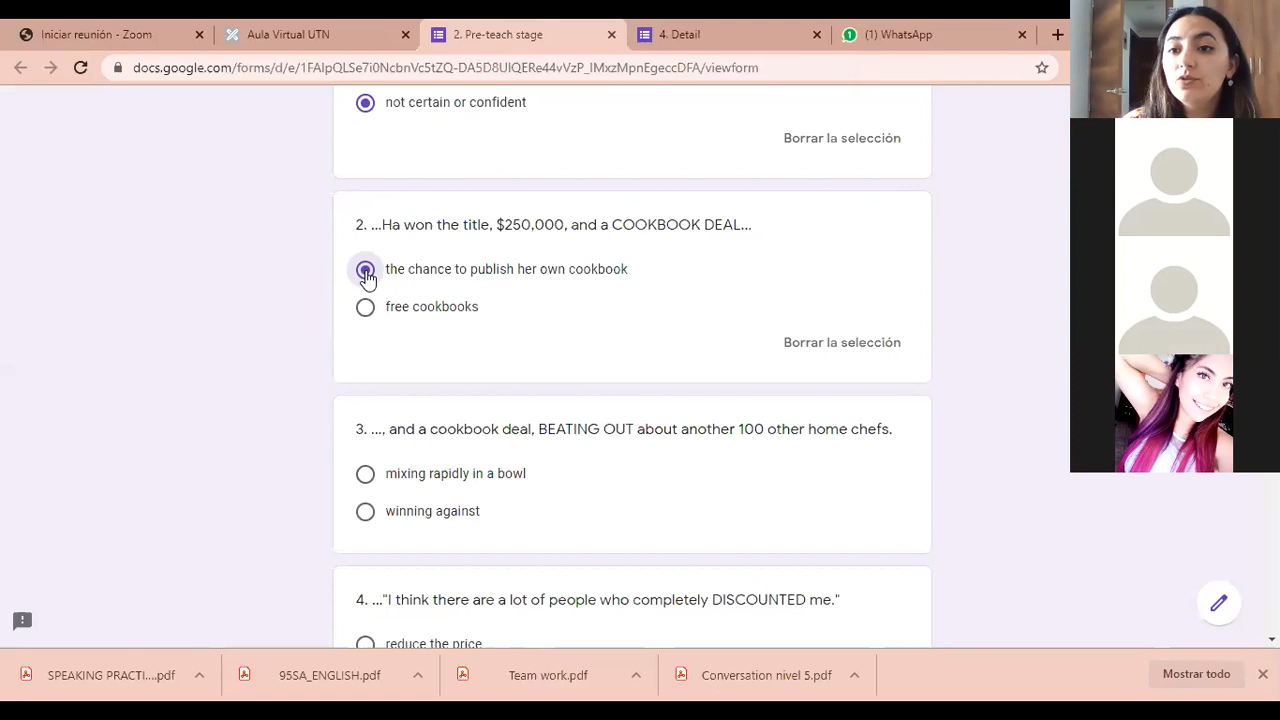 Iniciar reunión - Zoom
Aula Virtual UTN
2. Pre-teach stage
4. Detail
(1) WhatsApp
docs.google.com/forms/d/e/1FAIpQLSe7i0NcbnVc5tZQ-DA5D8UIQERe44vVzP_lMxzMpnEgeccDFA/viewform
not certain or confident
Borrar la selección
2. ...Ha won the title, $250,000, and a COOKBOOK DEAL...
the chance to publish her own cookbook
free cookbooks
Borrar la selección
3. ..., and a cookbook deal, BEATING OUT about another 100 other home chefs.
mixing rapidly in a bowl
winning against
4. ..."I think there are a lot of people who completely DISCOUNTED me."
reduce the price
SPEAKING PRACTI....pdf
95SA_ENGLISH.pdf
Team work.pdf
Conversation nivel 5.pdf
Mostrar todo